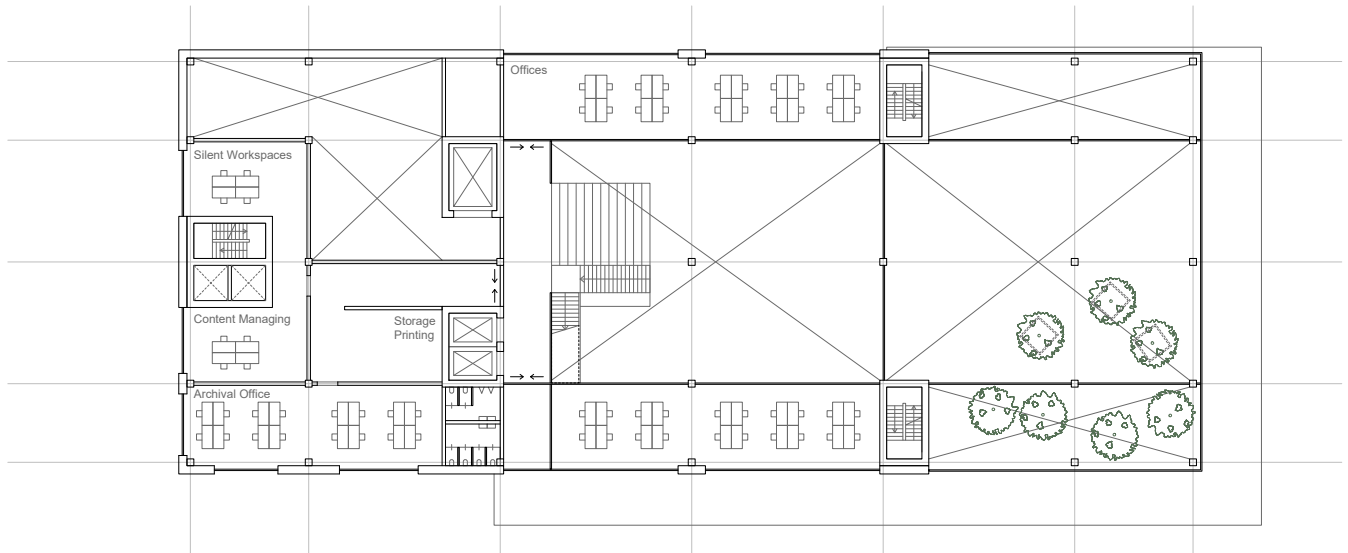 Offices
Silent Workspaces
Content Managing
Storage
Printing
Archival Office